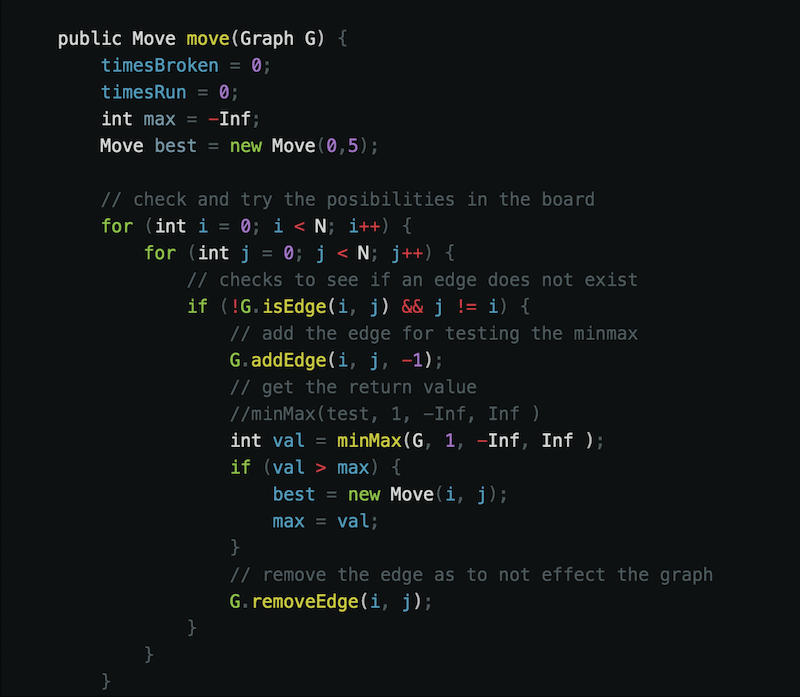 public Move move(Graph G) {
timesBroken = 0;
timesRun = 0;
int max = -Inf;
Move best = new Move(0,5);
// check and try the posibilities in the board
for (int i = 0; i < N; i++) {
for (int j = 0; j < N; j++) {
// checks to see if an edge does not exist
if (!G.isEdge(i, j) && j != i) {
// add the edge for testing the minmax
G.addEdge(i, j, -1);
// get the return value
//minMax(test, 1, -Inf, Inf )
int val = minMax(G, 1, -Inf, Inf );
if (val > max) {
best = new Move(i, j);
max = val;
}
// remove the edge as to not effect the graph
G.removeEdge(i, j);
}
}
}